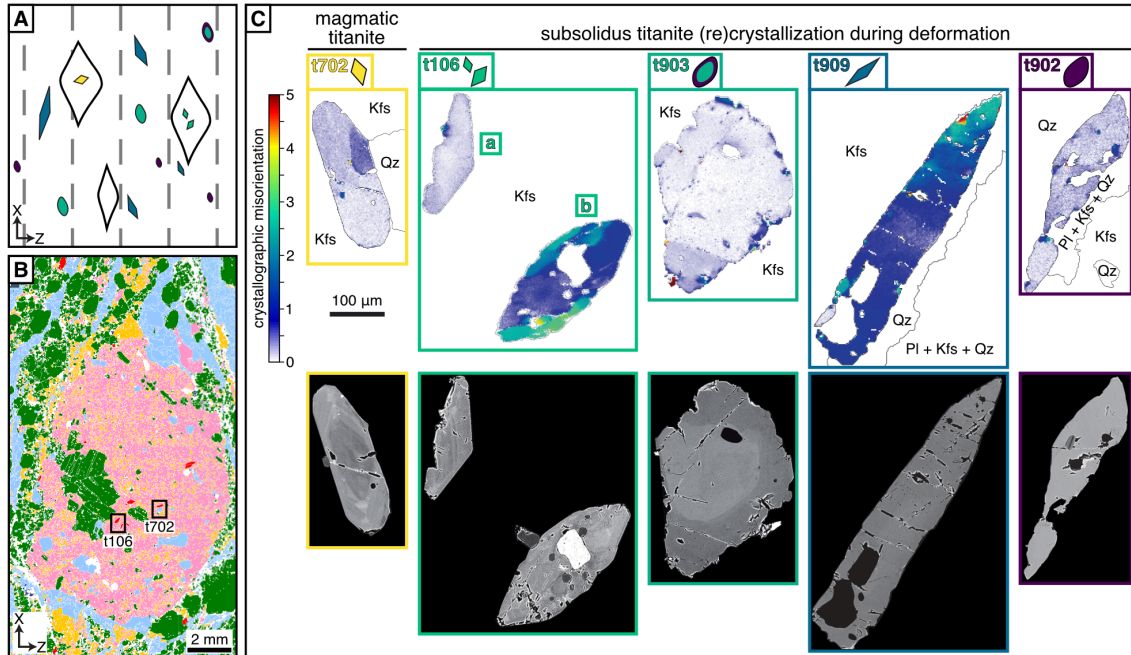 A
X
Z
B
t702
t106
X
Z
2 mm
C
magmatic
titanite
subsolidus titanite (re)crystallization during deformation
t702
t106
t903
t909
t902
crystallographic misorientation
5
4
3
2
1
0
Kfs
Qz
Kfs
100 µm
a
Kfs
b
Kfs
Kfs
Kfs
Qz
Pl + Kfs + Qz
Qz
Pl + Kfs + Qz
Kfs
Qz